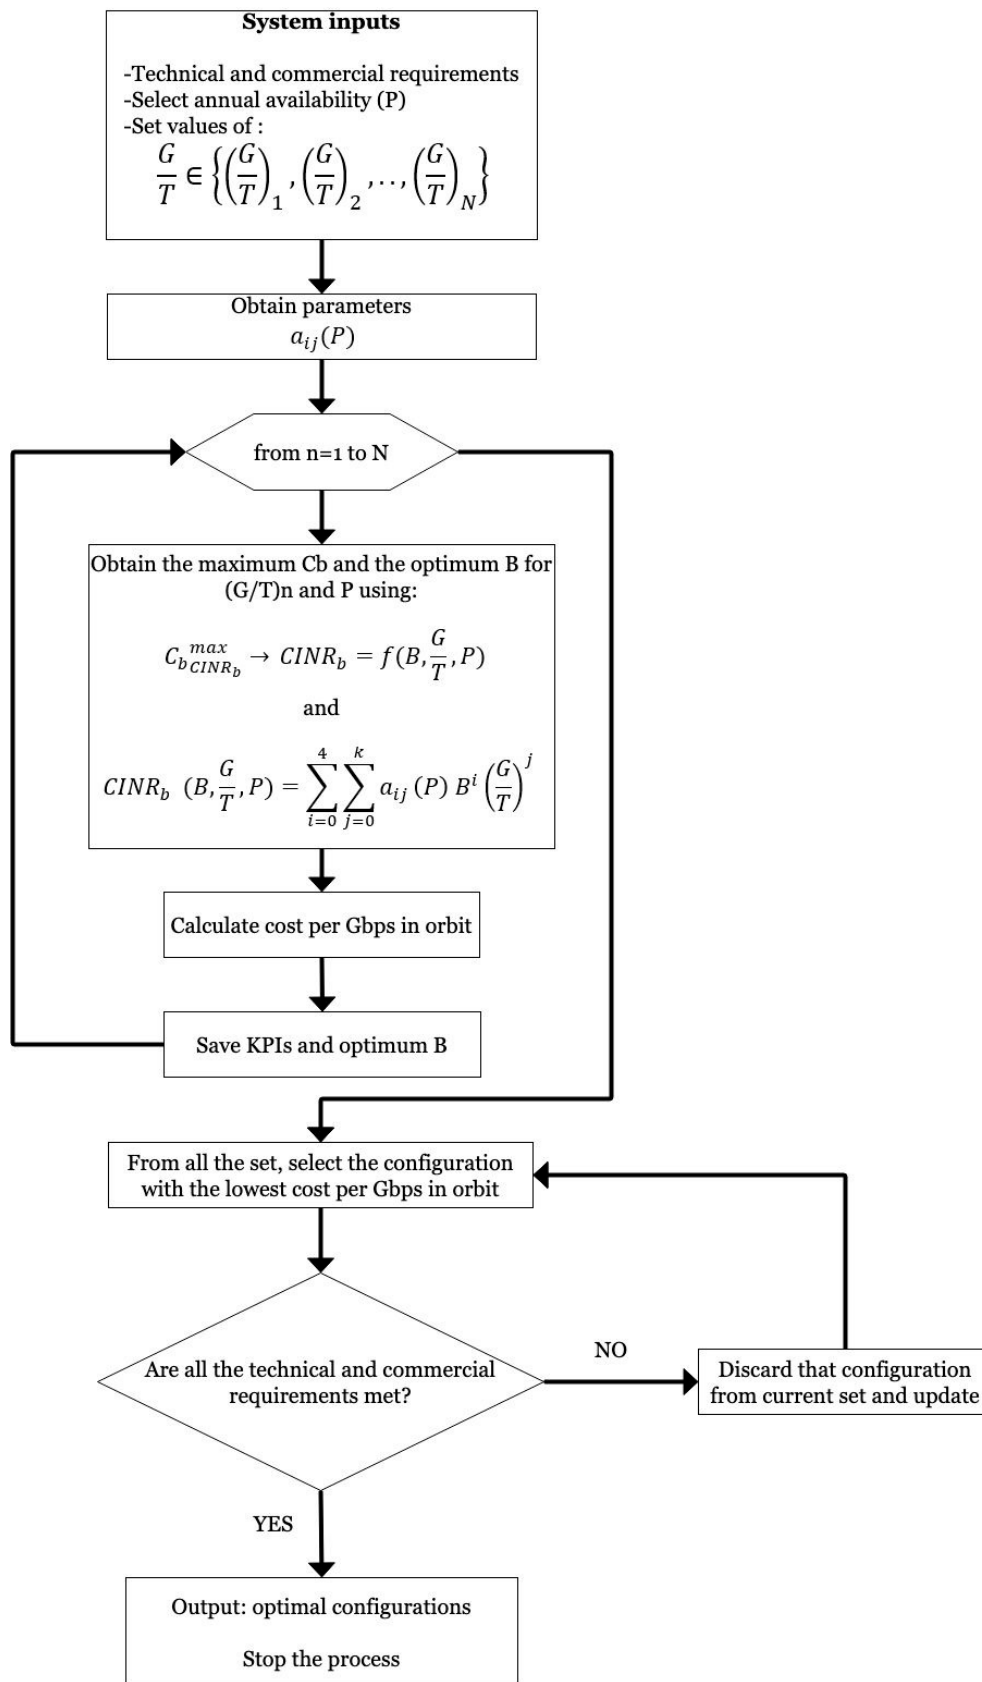 System inputs
-Technical and commercial requirements
-Select annual availability (P)
-Set values of :
G/T ∈ {(G/T)₁ , (G/T)₂ , . . , (G/T)_N}
Obtain parameters
a_ij(P)
from n=1 to N
Obtain the maximum Cb and the optimum B for
(G/T)n and P using:
C_b^max_CINR_b → CINR_b = f(B, G/T, P)
and
CINR_b (B, G/T, P) = ∑_{i=0}^{4} ∑_{j=0}^{k} a_ij (P) B^i (G/T)^j
Calculate cost per Gbps in orbit
Save KPIs and optimum B
From all the set, select the configuration
with the lowest cost per Gbps in orbit
Are all the technical and commercial
requirements met?
NO
Discard that configuration
from current set and update
YES
Output: optimal configurations
Stop the process